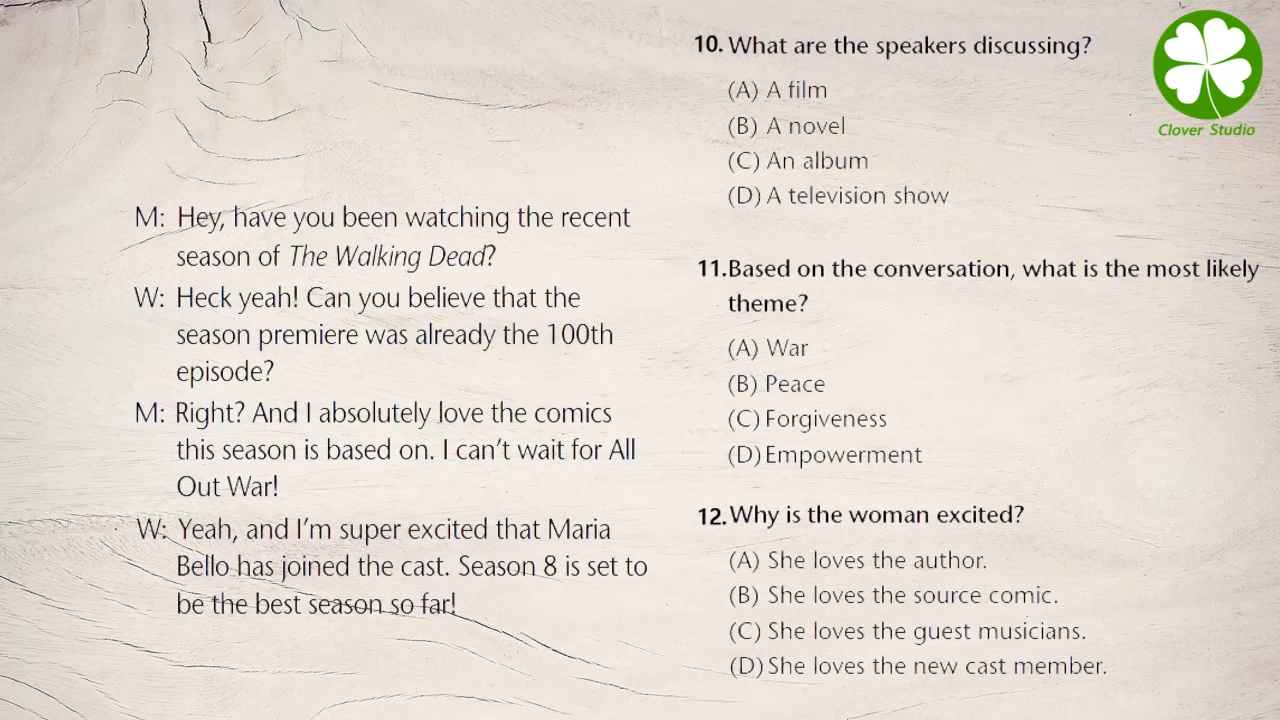 M: Hey, have you been watching the recent
season of The Walking Dead?
W: Heck yeah! Can you believe that the
season premiere was already the 100th
episode?
M: Right? And I absolutely love the comics
this season is based on. I can’t wait for All
Out War!
W: Yeah, and I’m super excited that Maria
Bello has joined the cast. Season 8 is set to
be the best season so far!
10. What are the speakers discussing?
(A) A film
(B) A novel
(C) An album
(D) A television show
11. Based on the conversation, what is the most likely
theme?
(A) War
(B) Peace
(C) Forgiveness
(D) Empowerment
12. Why is the woman excited?
(A) She loves the author.
(B) She loves the source comic.
(C) She loves the guest musicians.
(D) She loves the new cast member.
Clover Studio